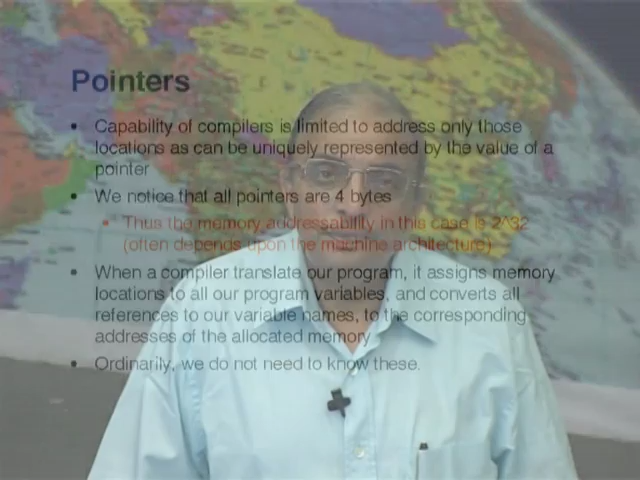 Pointers
• Capability of compilers is limited to address only those
locations as can be uniquely represented by the value of a
pointer
• We notice that all pointers are 4 bytes
• Thus the memory addressability in this case is 2^32
(often depends upon the machine architecture)
• When a compiler translate our program, it assigns memory
locations to all our program variables, and converts all
references to our variable names, to the corresponding
addresses of the allocated memory
• Ordinarily, we do not need to know these.